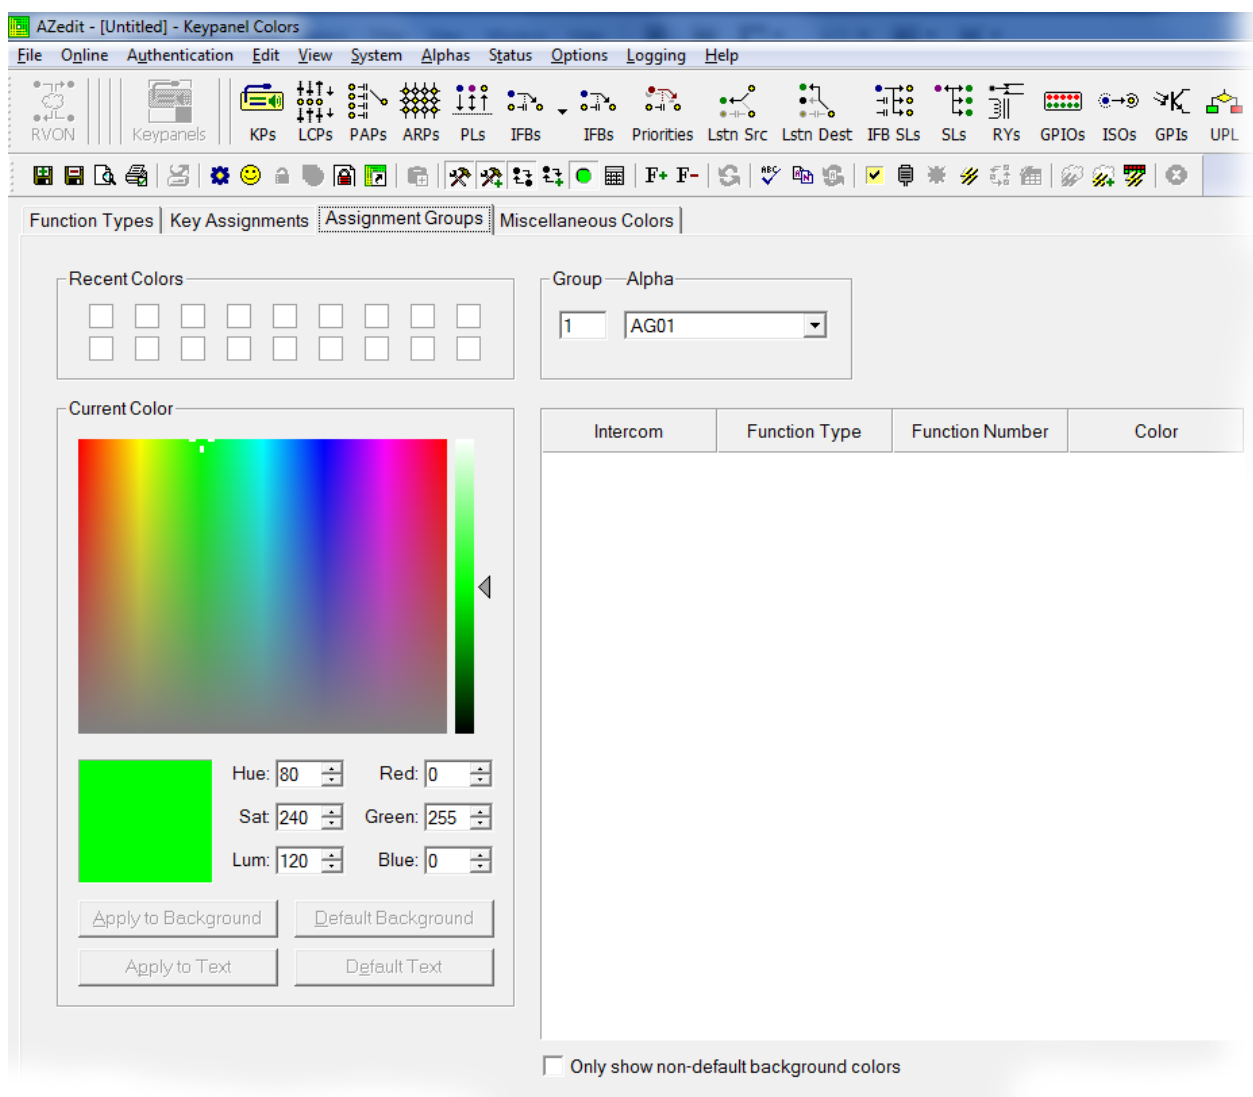 AZedit - [Untitled] - Keypanel Colors
File Online Authentication Edit View System Alphas Status Options Logging Help
RVON Keypanels KPs LCPs PAPs ARPs PLs IFBs IFBs Priorities Lstn Src Lstn Dest IFB SLs SLs RYs GPIOs ISOs GPIs UPL
F+ F- ABC
Function Types Key Assignments Assignment Groups Miscellaneous Colors
Recent Colors
Group Alpha
1 AG01
Current Color
Intercom Function Type Function Number Color
Hue: 80 Red: 0
Sat: 240 Green: 255
Lum: 120 Blue: 0
Apply to Background Default Background
Apply to Text Default Text
Only show non-default background colors